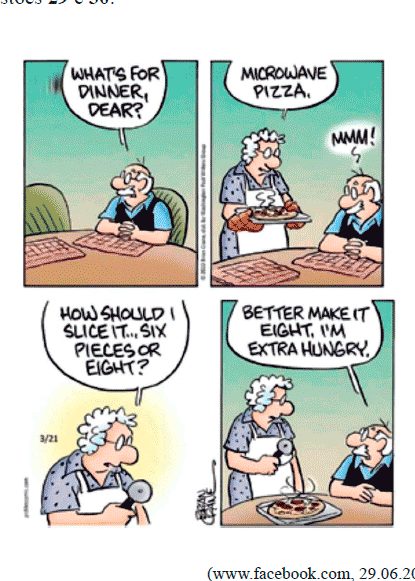 WHAT'S FOR
DINNER,
DEAR?
MICROWAVE
PIZZA.
MMM!
HOW SHOULD I
SLICE IT... SIX
PIECES OR
EIGHT?
3/21
BETTER MAKE IT
EIGHT. I'M
EXTRA HUNGRY.
(www.facebook.com, 29.06.20